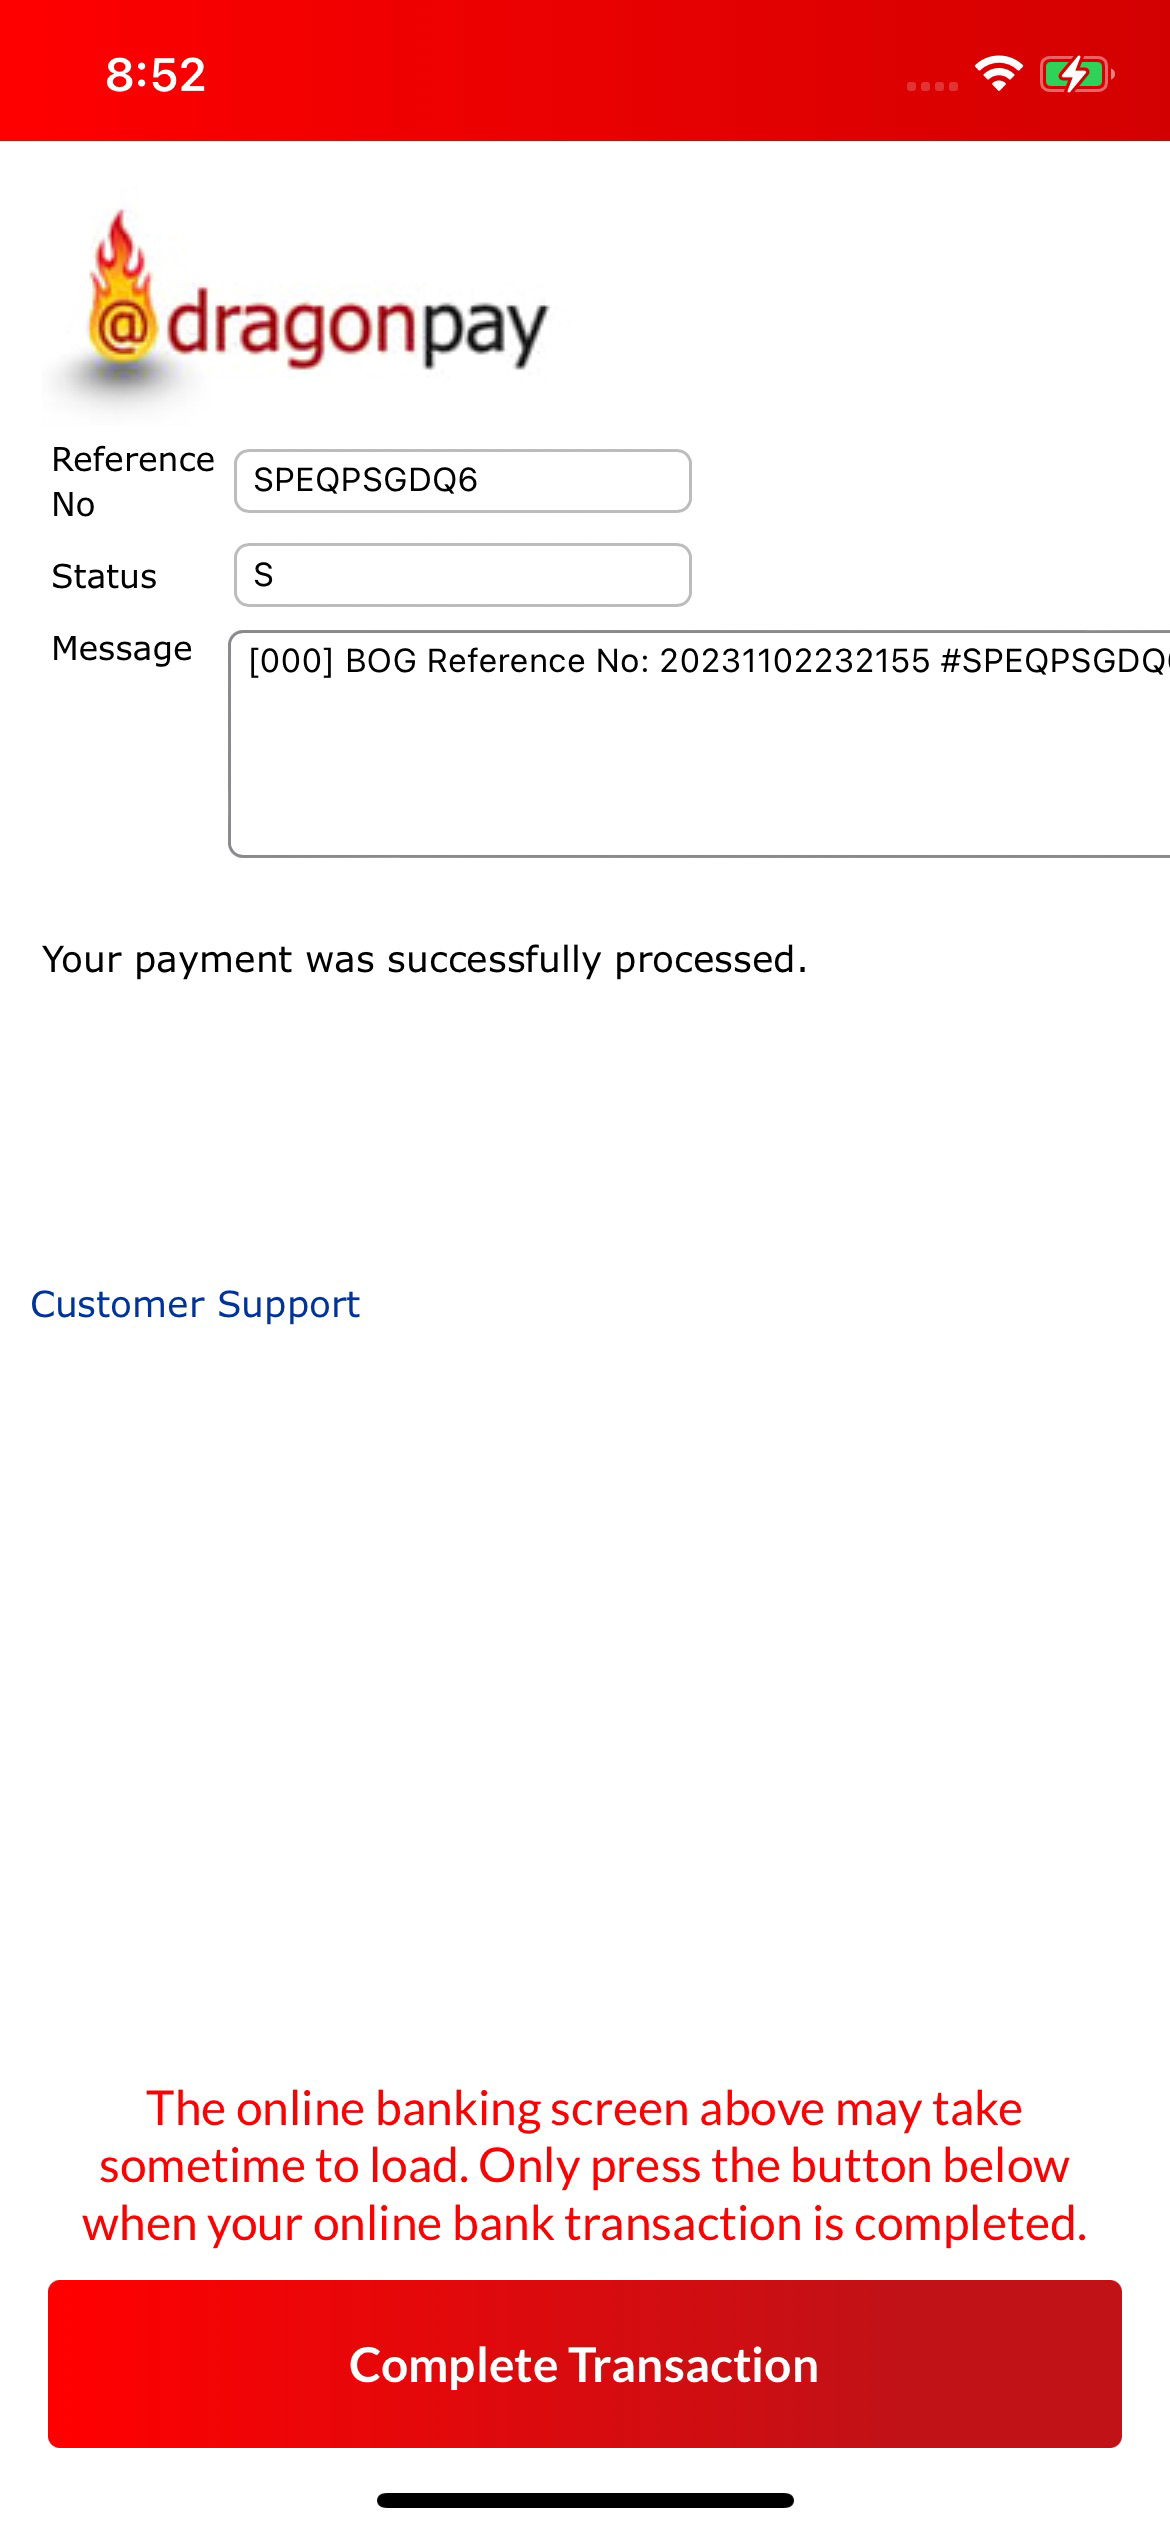 8:52
@dragonpay
Reference
No
SPEQPSGDQ6
Status
S
Message
[000] BOG Reference No: 20231102232155 #SPEQPSGDQ
Your payment was successfully processed.
Customer Support
The online banking screen above may take
sometime to load. Only press the button below
when your online bank transaction is completed.
Complete Transaction